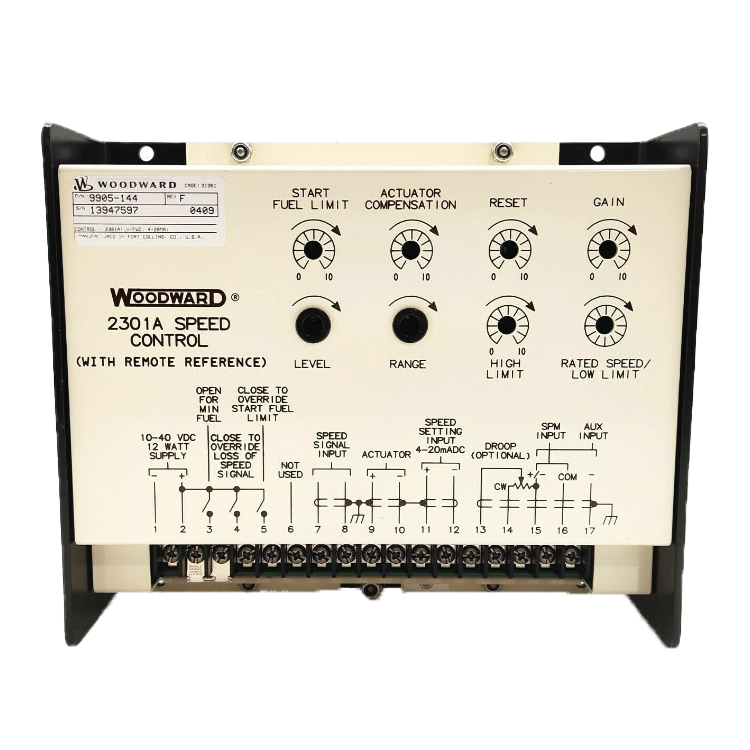 WOODWARD CAGE: 31361
P/N 9905-144 REV F
S/N 13947597 0409
CONTROL - 2301A(LV-FWD, 4-20MA)
MANUFACTURED IN FORT COLLINS, CO., U.S.A.
START
FUEL LIMIT
ACTUATOR
COMPENSATION
RESET
GAIN
0 10
0 10
0 10
0 10
WOODWARD ®
2301A SPEED
CONTROL
(WITH REMOTE REFERENCE)
LEVEL
RANGE
0 10
HIGH
LIMIT
0 10
RATED SPEED/
LOW LIMIT
OPEN
FOR
MIN
FUEL
CLOSE TO
OVERRIDE
START FUEL
LIMIT
10-40 VDC
12 WATT
SUPPLY
- +
CLOSE TO
OVERRIDE
LOSS OF
SPEED
SIGNAL
NOT
USED
SPEED
SIGNAL
INPUT
ACTUATOR
+ -
SPEED
SETTING
INPUT
4-20mADC
+ -
DROOP
(OPTIONAL)
CW
SPM
INPUT
AUX
INPUT
+/-
COM
-
1 2 3 4 5 6 7 8 9 10 11 12 13 14 15 16 17